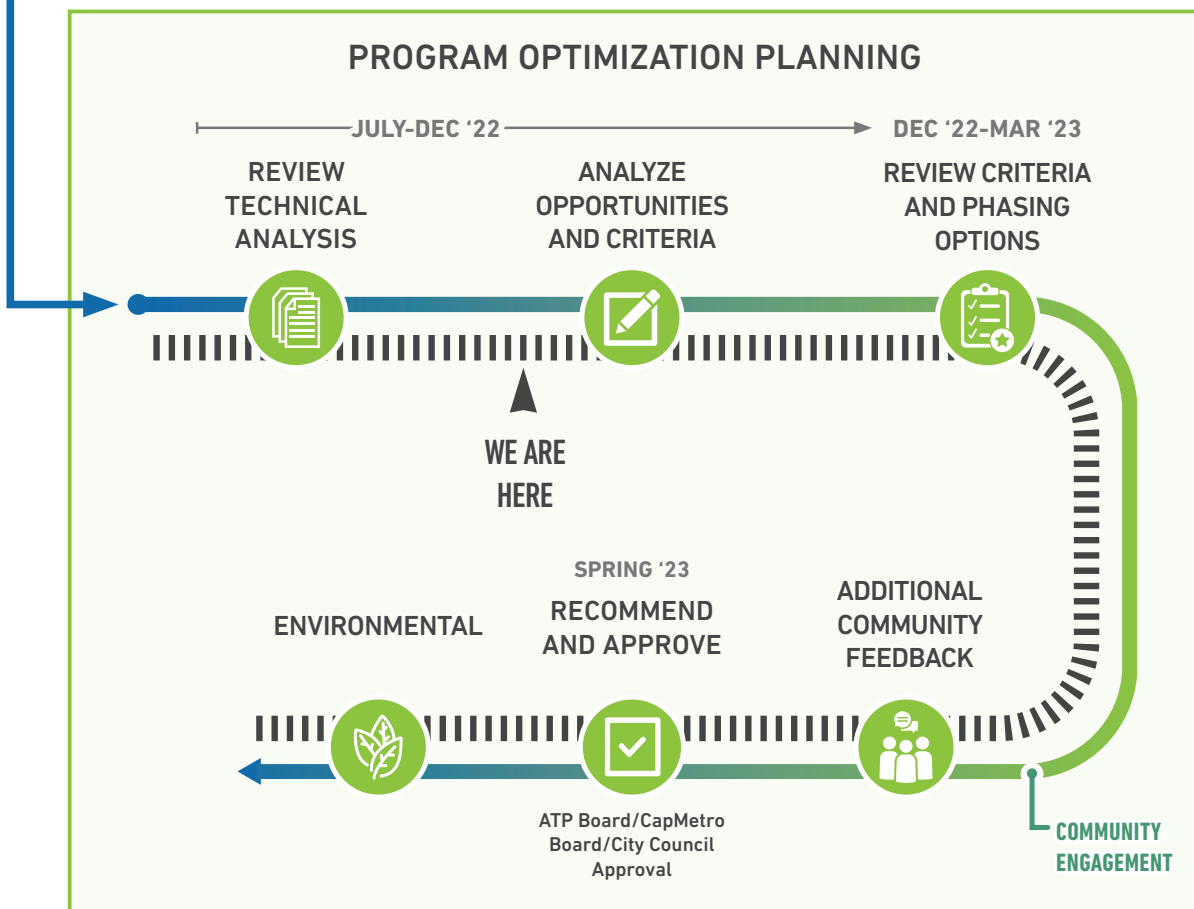 PROGRAM OPTIMIZATION PLANNING
JULY-DEC ‘22
DEC ‘22-MAR ‘23
REVIEW
TECHNICAL
ANALYSIS
ANALYZE
OPPORTUNITIES
AND CRITERIA
REVIEW CRITERIA
AND PHASING
OPTIONS
WE ARE
HERE
ENVIRONMENTAL
SPRING ‘23
RECOMMEND
AND APPROVE
ADDITIONAL
COMMUNITY
FEEDBACK
ATP Board/CapMetro
Board/City Council
Approval
COMMUNITY
ENGAGEMENT